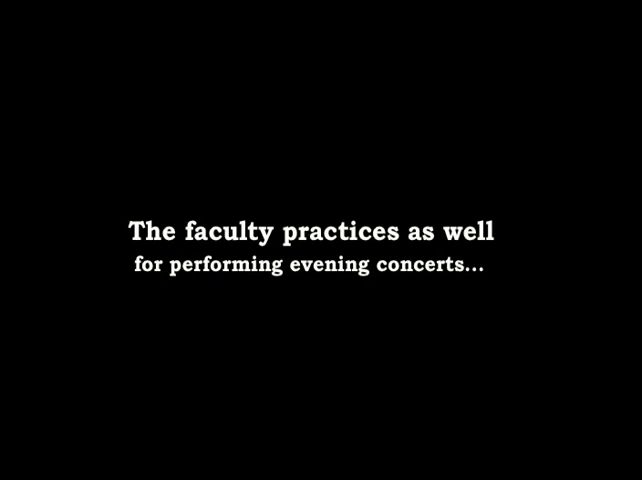 The faculty practices as well
for performing evening concerts...